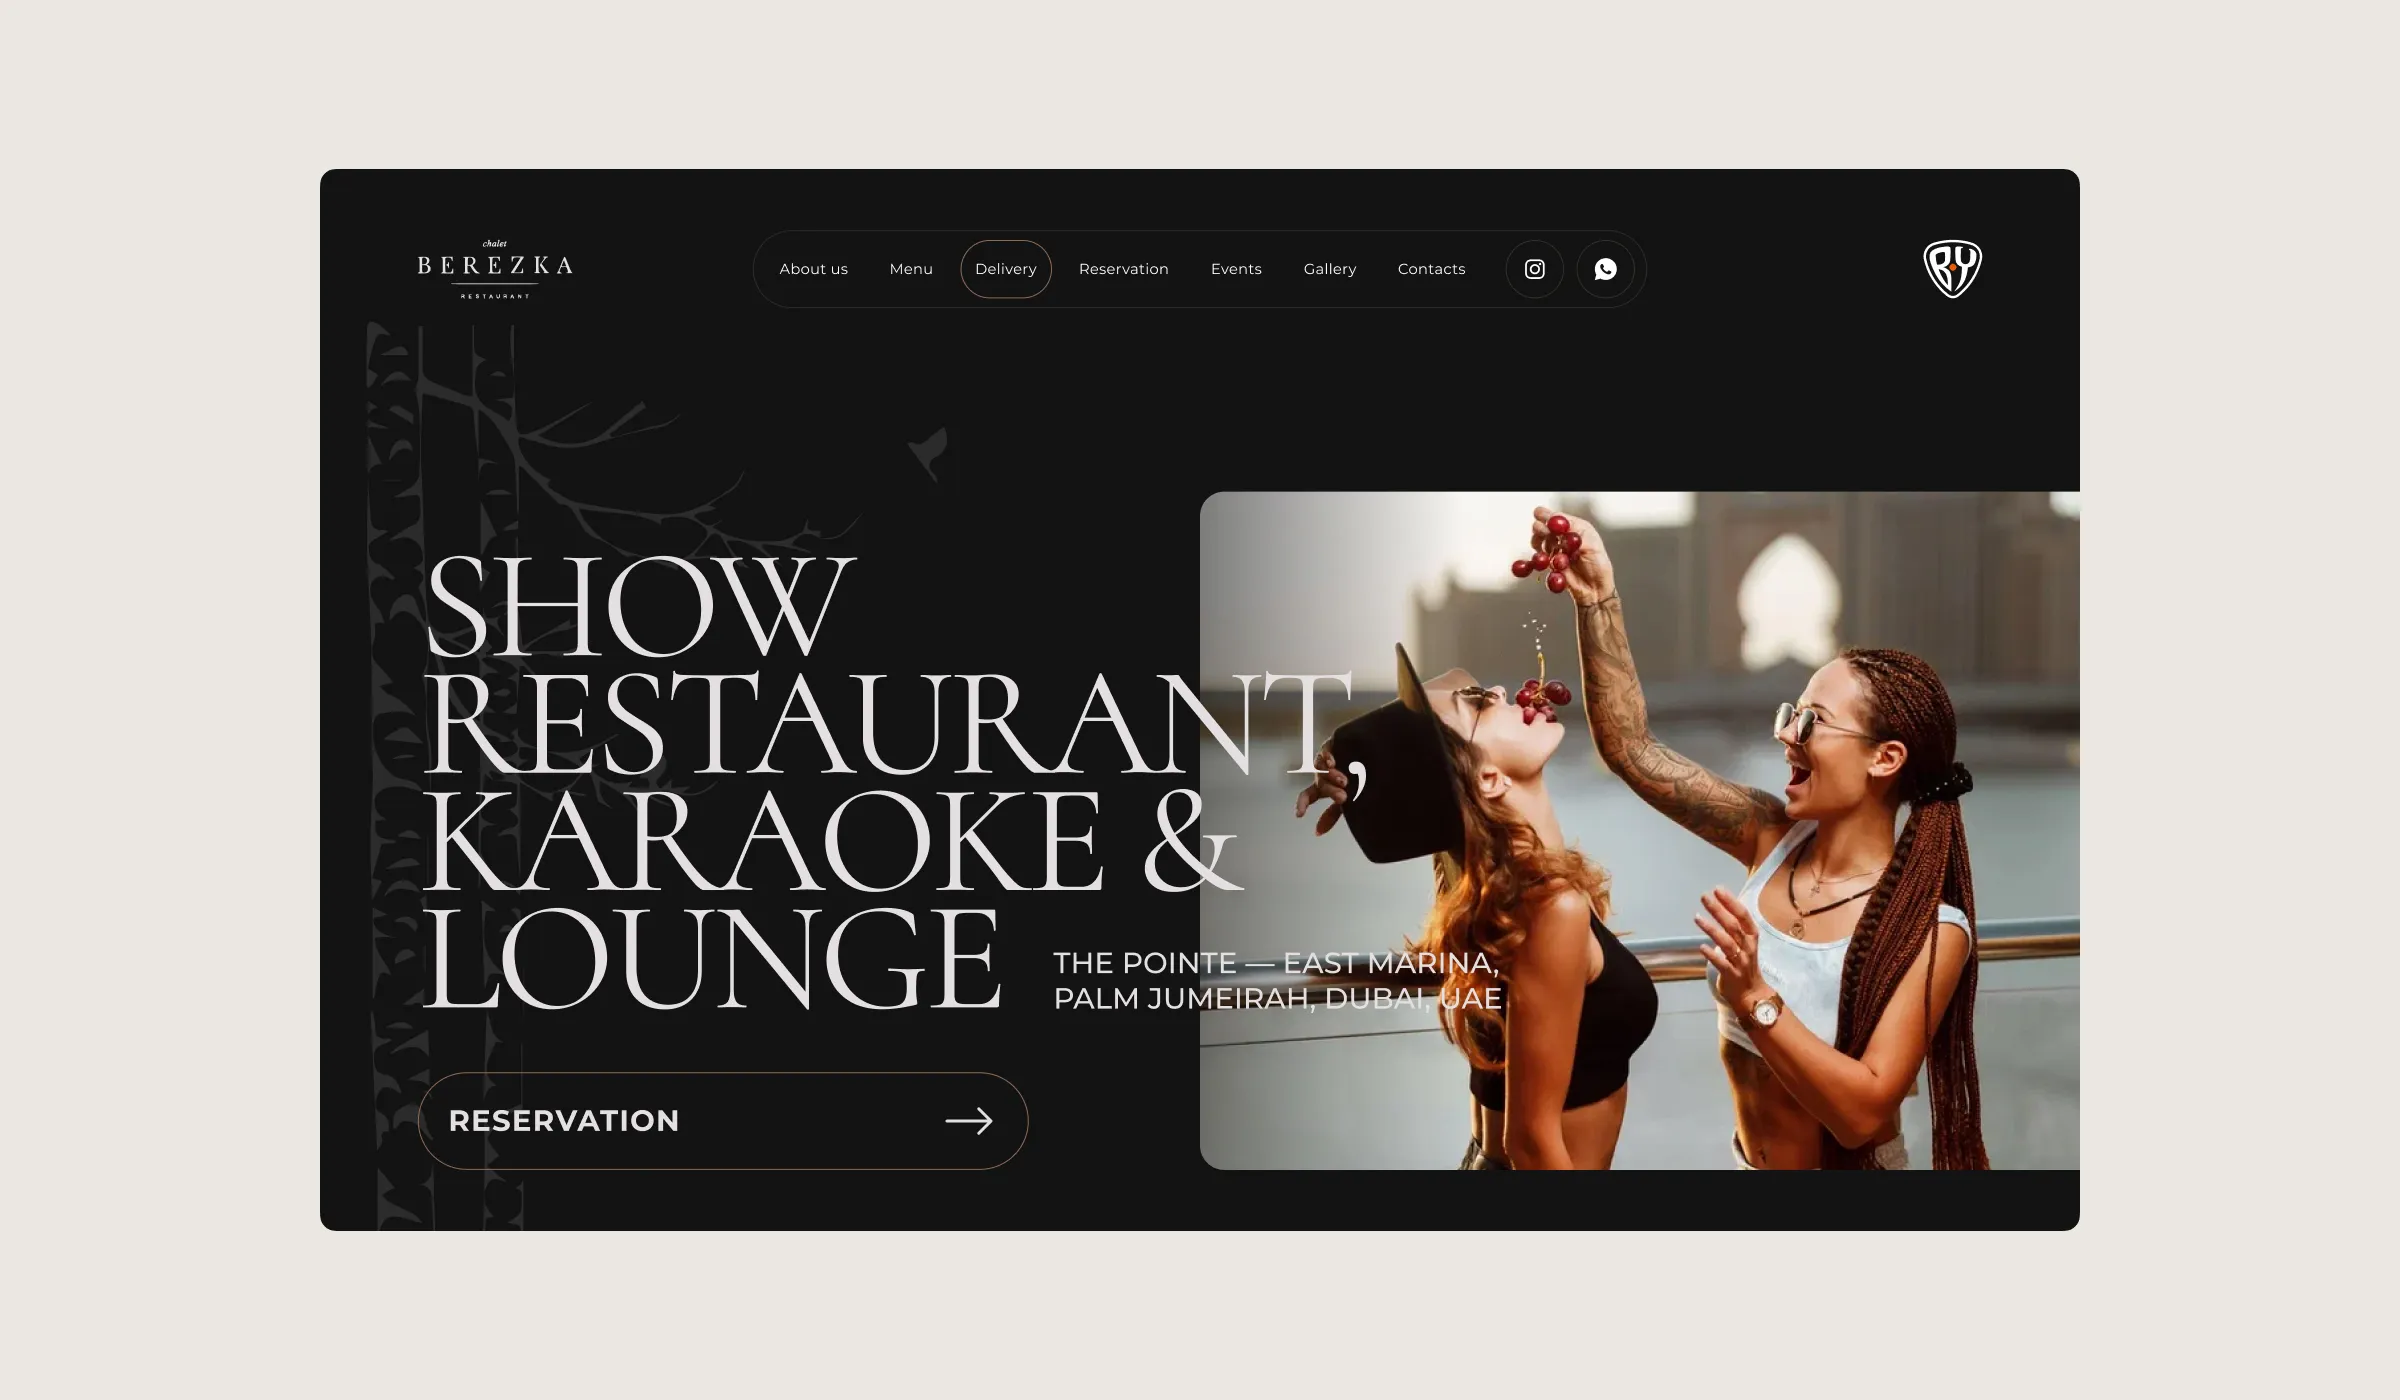 chalet
BEREZKA
RESTAURANT
About us Menu Delivery Reservation Events Gallery Contacts
BY
SHOW
RESTAURANT,
KARAOKE &
LOUNGE
THE POINTE — EAST MARINA,
PALM JUMEIRAH, DUBAI, UAE
RESERVATION